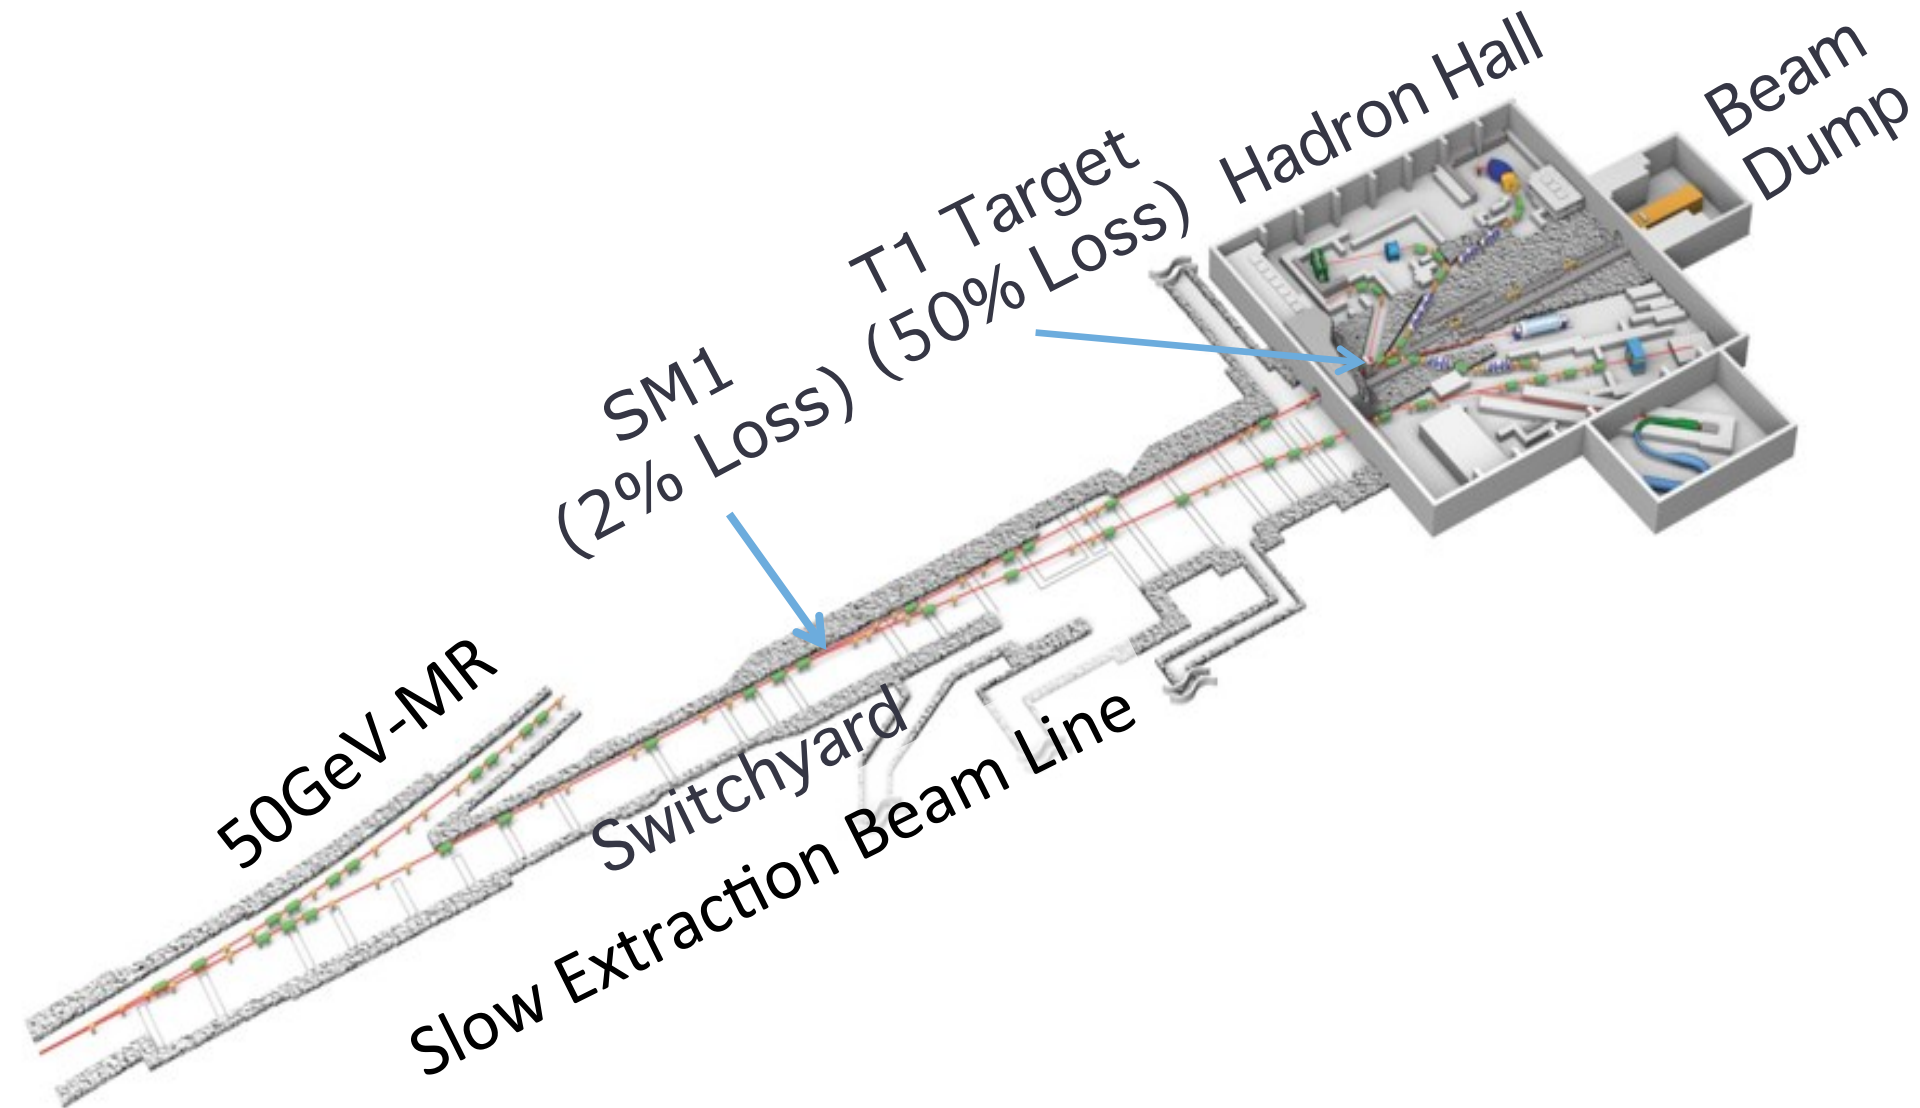 Beam
Dump
Hadron Hall
T1 Target
(50% Loss)
SM1
(2% Loss)
50GeV-MR
Switchyard
Slow Extraction Beam Line